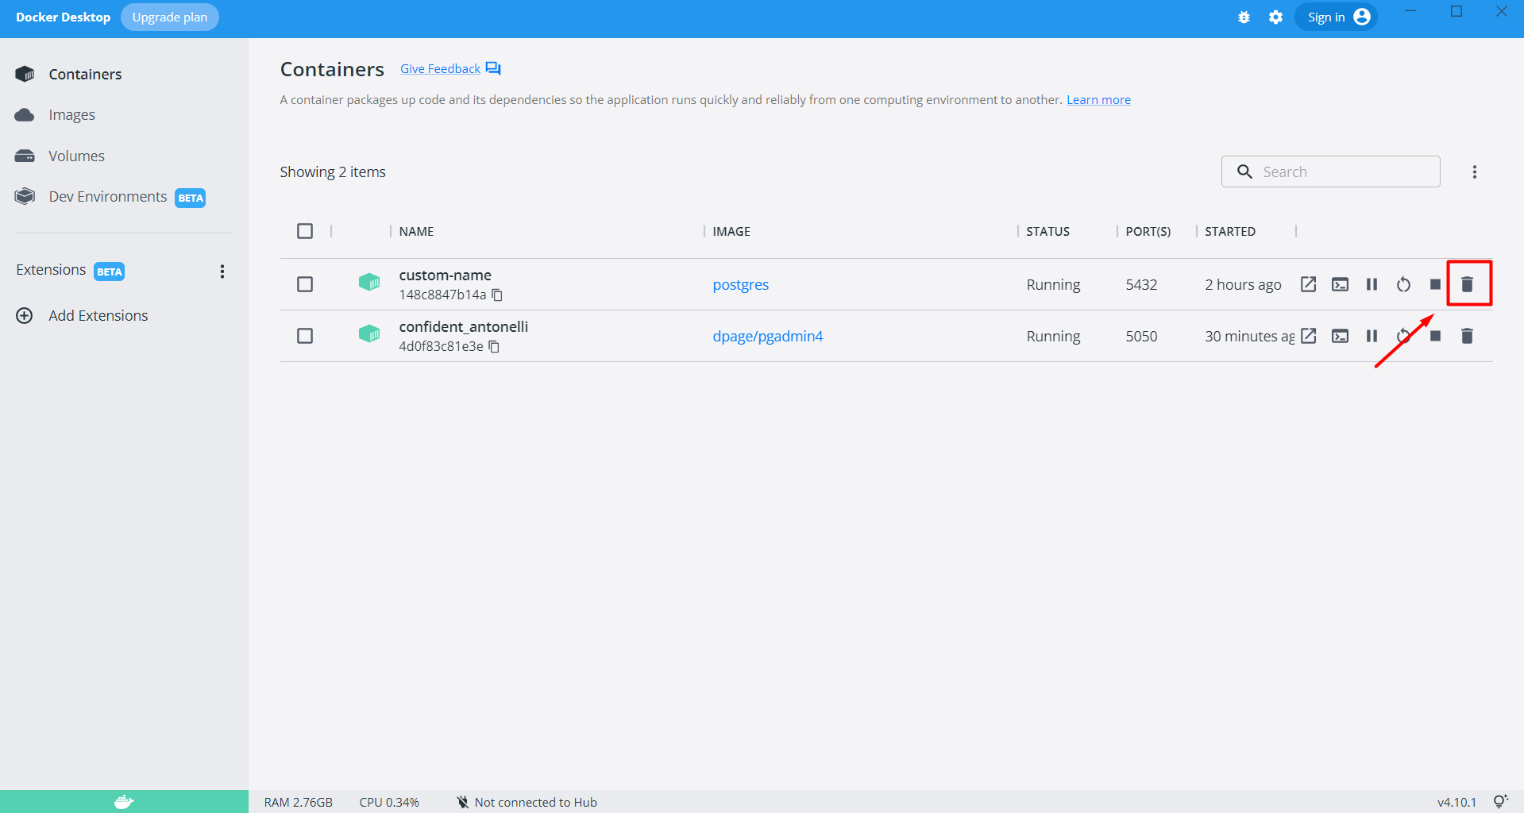 Docker Desktop Upgrade plan Sign in
Containers
Images
Volumes
Dev Environments BETA
Extensions BETA
Add Extensions
Containers Give Feedback
A container packages up code and its dependencies so the application runs quickly and reliably from one computing environment to another. Learn more
Showing 2 items Search
NAME IMAGE STATUS PORT(S) STARTED
custom-name postgres Running 5432 2 hours ago
148c8847b14a
confident_antonelli dpage/pgadmin4 Running 5050 30 minutes ag
4d0f83c81e3e
RAM 2.76GB CPU 0.34% Not connected to Hub v4.10.1